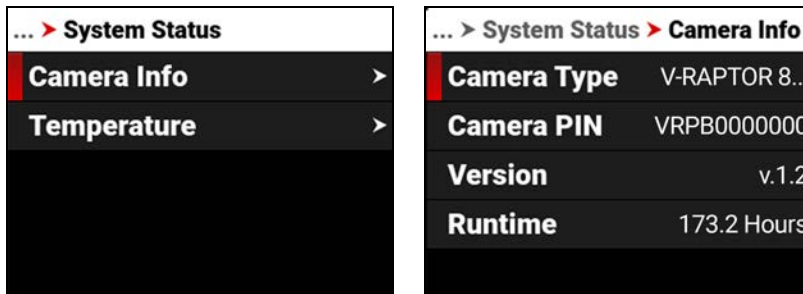 ... > System Status
Camera Info >
Temperature >
... > System Status > Camera Info
Camera Type V-RAPTOR 8...
Camera PIN VRPB0000000
Version v.1.2
Runtime 173.2 Hours